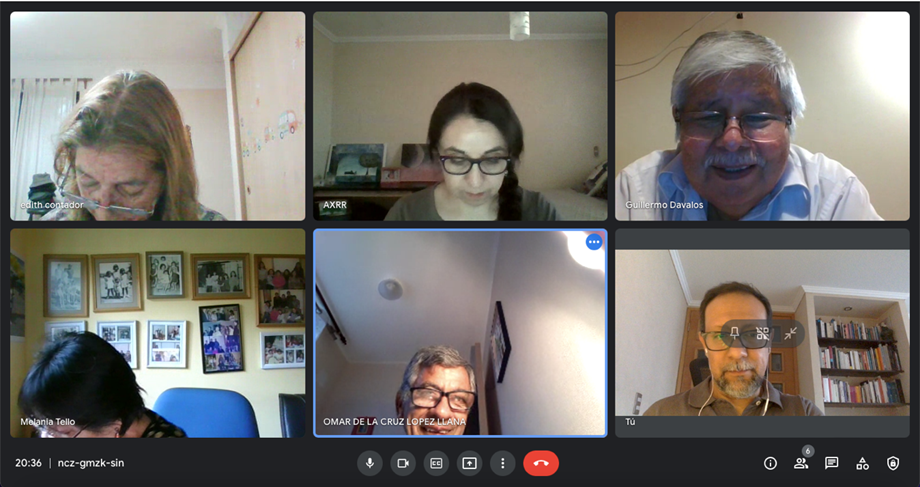 edith.contador
AXRR
Guillermo Davalos
Melania Tello
OMAR DE LA CRUZ LOPEZ LLANA
Tú
20:36 | ncz-gmzk-sin
CC
6